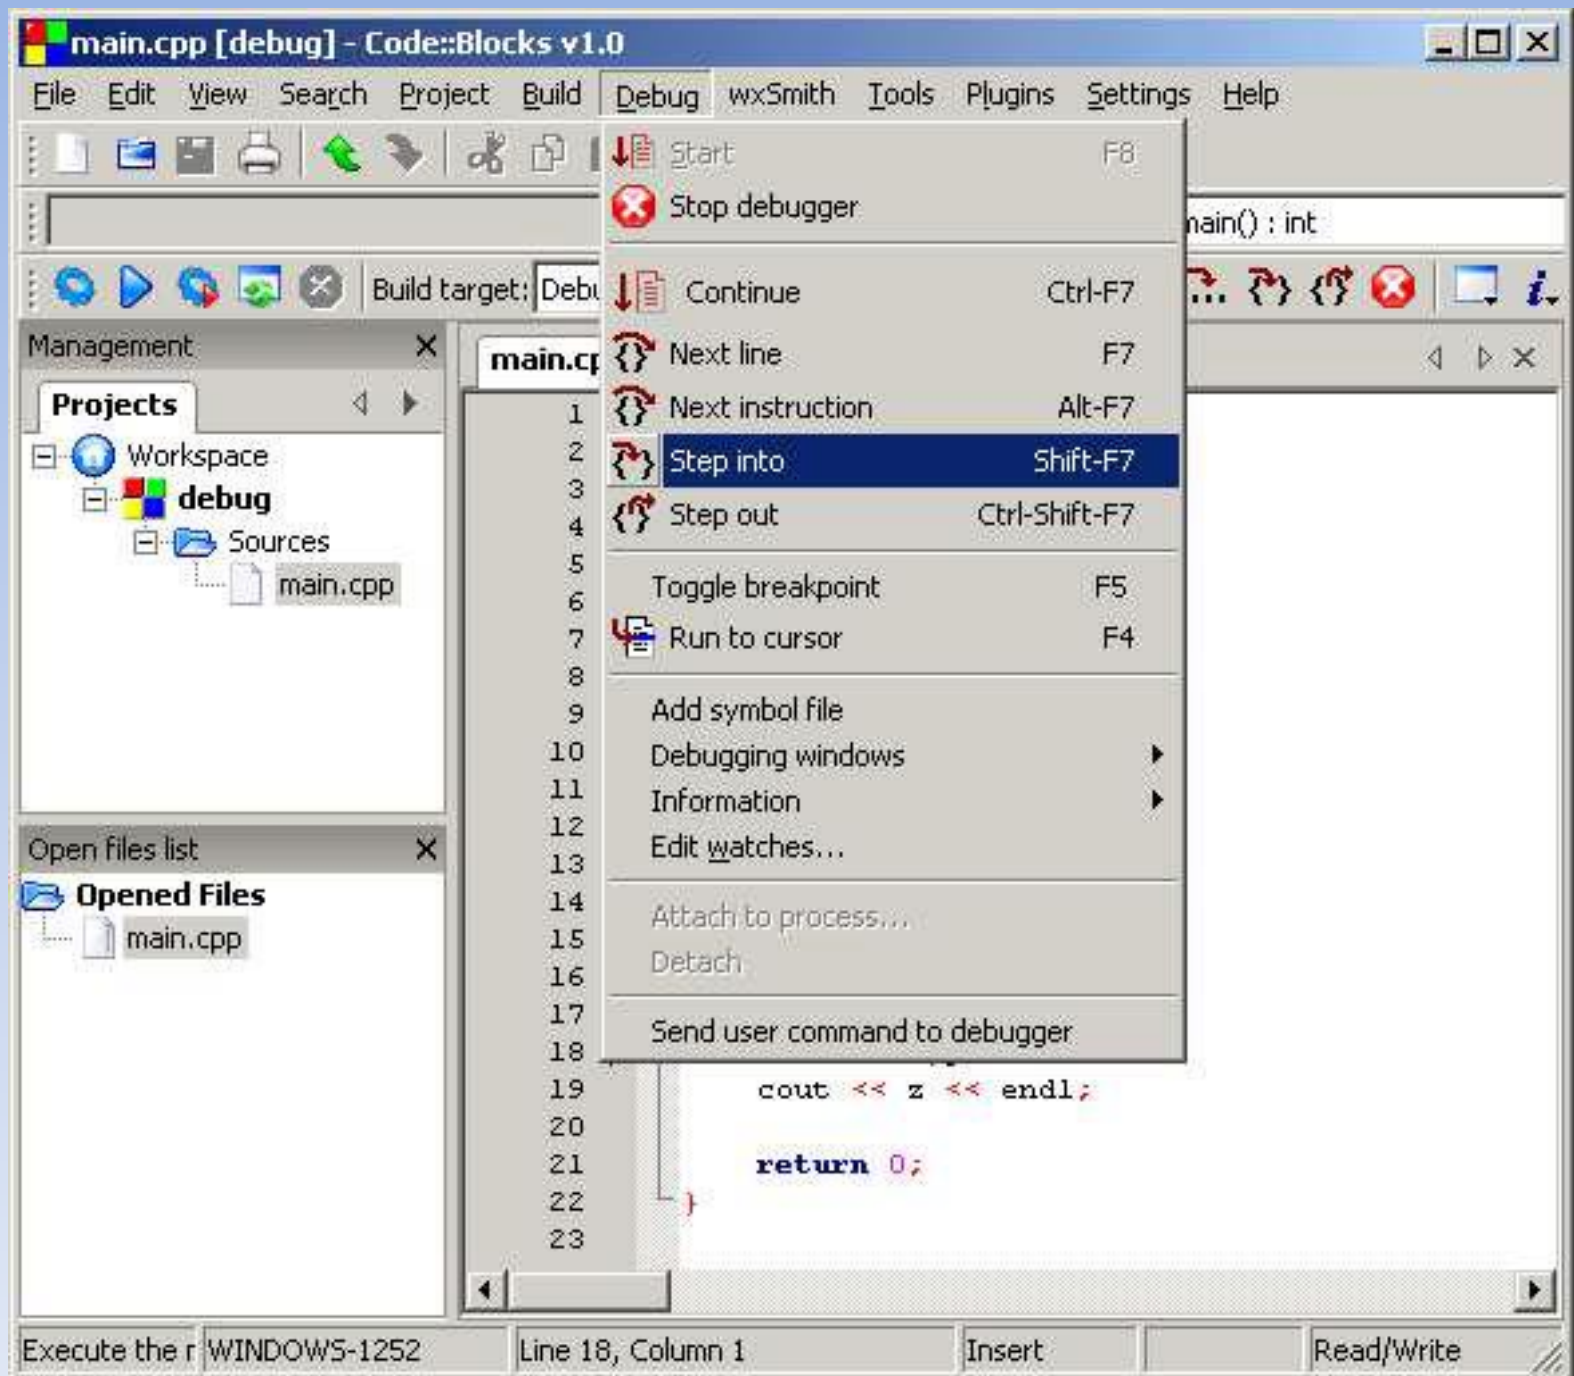 main.cpp [debug] - Code::Blocks v1.0
File Edit View Search Project Build Debug wxSmith Tools Plugins Settings Help
Start F8
Stop debugger
main() : int
Build target: Debu
Continue Ctrl-F7
Next line F7
Next instruction Alt-F7
Step into Shift-F7
Step out Ctrl-Shift-F7
Toggle breakpoint F5
Run to cursor F4
Add symbol file
Debugging windows
Information
Edit watches...
Attach to process...
Detach
Send user command to debugger
Management
Projects
Workspace
debug
Sources
main.cpp
Open files list
Opened Files
main.cpp
main.cp
1
2
3
4
5
6
7
8
9
10
11
12
13
14
15
16
17
18
19 cout << z << endl;
20
21 return 0;
22 }
23
Execute the r WINDOWS-1252 Line 18, Column 1 Insert Read/Write